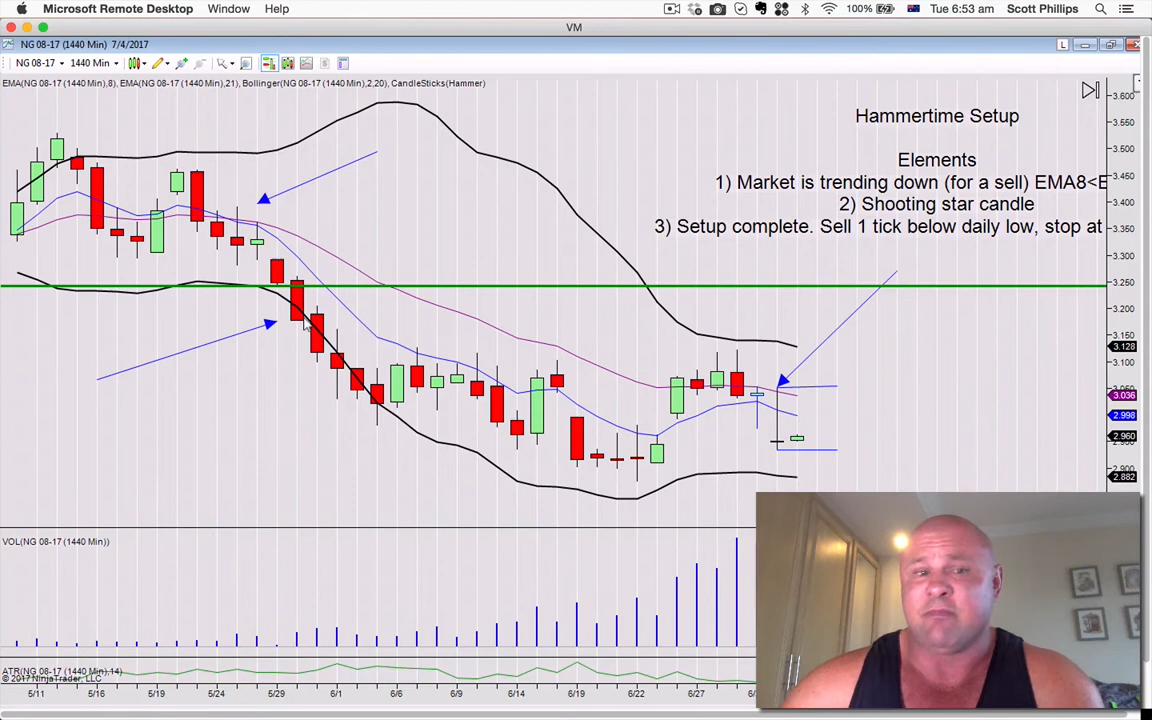 Microsoft Remote Desktop Window Help 100% Tue 6:53 am Scott Phillips
VM
NG 08-17 (1440 Min) 7/4/2017
L
NG 08-17 1440 Min
EMA(NG 08-17 (1440 Min),8), EMA(NG 08-17 (1440 Min),21), Bollinger(NG 08-17 (1440 Min),2,20), CandleSticks(Hammer)
Hammertime Setup
Elements
1) Market is trending down (for a sell) EMA8<E
2) Shooting star candle
3) Setup complete. Sell 1 tick below daily low, stop at
3.600
3.550
3.500
3.450
3.400
3.350
3.300
3.250
3.200
3.150
3.128
3.100
3.050
3.036
2.998
2.960
2.950
2.900
2.882
VOL(NG 08-17 (1440 Min))
ATR(NG 08-17 (1440 Min),14)
© 2017 NinjaTrader, LLC
5/11 5/16 5/19 5/24 5/29 6/1 6/6 6/9 6/14 6/19 6/22 6/27